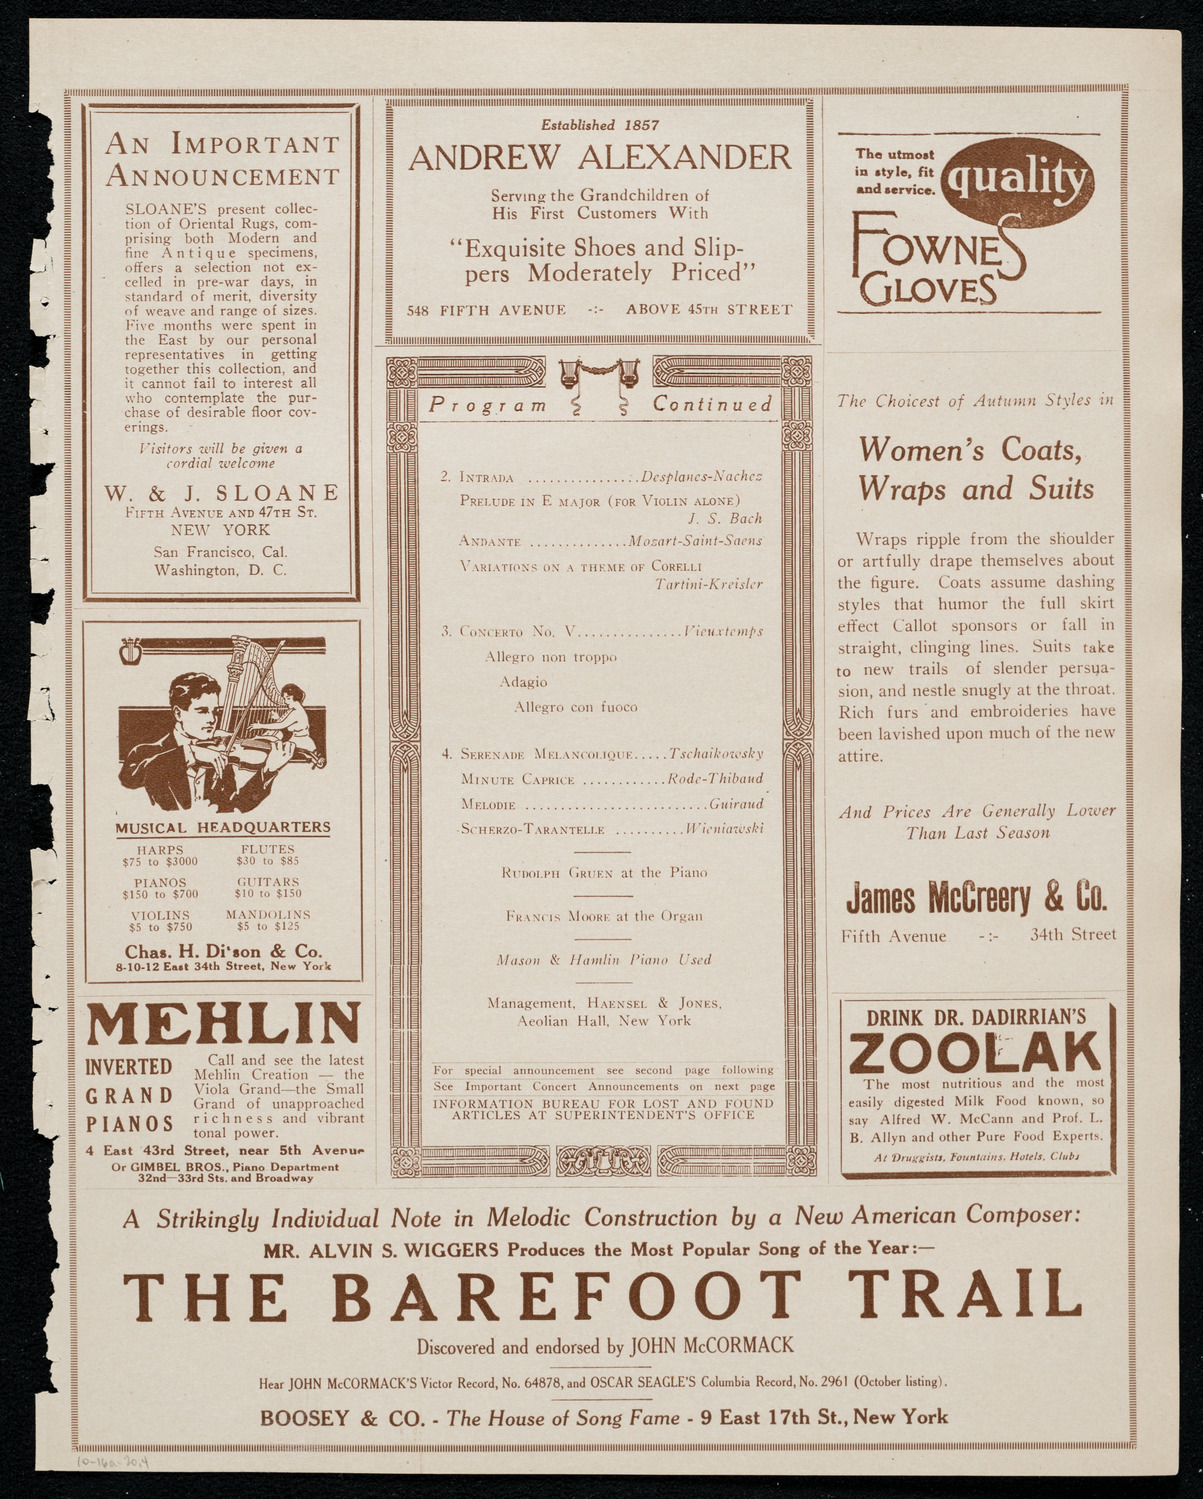 AN IMPORTANT
ANNOUNCEMENT
SLOANE'S present collec-
tion of Oriental Rugs, com-
prising both Modern and
fine Antique specimens,
offers a selection not ex-
celled in pre-war days, in
standard of merit, diversity
of weave and range of sizes.
Five months were spent in
the East by our personal
representatives in getting
together this collection, and
it cannot fail to interest all
who contemplate the pur-
chase of desirable floor cov-
erings.
Visitors will be given a
cordial welcome
W. & J. SLOANE
FIFTH AVENUE AND 47TH ST.
NEW YORK
San Francisco, Cal.
Washington, D. C.
MUSICAL HEADQUARTERS
HARPS FLUTES
$75 to $3000 $30 to $85
PIANOS GUITARS
$150 to $700 $10 to $150
VIOLINS MANDOLINS
$5 to $750 $5 to $125
Chas. H. Di'son & Co.
8-10-12 East 34th Street, New York
MEHLIN
INVERTED
GRAND
PIANOS
Call and see the latest
Mehlin Creation — the
Viola Grand—the Small
Grand of unapproached
richness and vibrant
tonal power.
4 East 43rd Street, near 5th Avenue
Or GIMBEL BROS., Piano Department
32nd—33rd Sts. and Broadway
Established 1857
ANDREW ALEXANDER
Serving the Grandchildren of
His First Customers With
"Exquisite Shoes and Slip-
pers Moderately Priced"
548 FIFTH AVENUE -:- ABOVE 45TH STREET
Program Continued
2. INTRADA ................Desplanes-Nachez
PRELUDE IN E MAJOR (FOR VIOLIN ALONE)
J. S. Bach
ANDANTE .............Mozart-Saint-Saens
VARIATIONS ON A THEME OF CORELLI
Tartini-Kreisler
3. CONCERTO NO. V...............Vieuxtemps
Allegro non troppo
Adagio
Allegro con fuoco
4. SERENADE MELANCOLIQUE.....Tschaikowsky
MINUTE CAPRICE ...........Rode-Thibaud
MELODIE .........................Guiraud
SCHERZO-TARANTELLE ..........Wieniawski
RUDOLPH GRUEN at the Piano
FRANCIS MOORE at the Organ
Mason & Hamlin Piano Used
Management, HAENSEL & JONES,
Aeolian Hall, New York
For special announcement see second page following
See Important Concert Announcements on next page
INFORMATION BUREAU FOR LOST AND FOUND
ARTICLES AT SUPERINTENDENT'S OFFICE
The utmost
in style, fit
and service.
quality
FOWNES
GLOVES
The Choicest of Autumn Styles in
Women's Coats,
Wraps and Suits
Wraps ripple from the shoulder
or artfully drape themselves about
the figure. Coats assume dashing
styles that humor the full skirt
effect Callot sponsors or fall in
straight, clinging lines. Suits take
to new trails of slender persua-
sion, and nestle snugly at the throat.
Rich furs and embroideries have
been lavished upon much of the new
attire.
And Prices Are Generally Lower
Than Last Season
James McCreery & Co.
Fifth Avenue -:- 34th Street
DRINK DR. DADIRRIAN'S
ZOOLAK
The most nutritious and the most
easily digested Milk Food known, so
say Alfred W. McCann and Prof. L.
B. Allyn and other Pure Food Experts.
At Druggists, Fountains, Hotels, Clubs
A Strikingly Individual Note in Melodic Construction by a New American Composer:
MR. ALVIN S. WIGGERS Produces the Most Popular Song of the Year:—
THE BAREFOOT TRAIL
Discovered and endorsed by JOHN McCORMACK
Hear JOHN McCORMACK'S Victor Record, No. 64878, and OSCAR SEAGLE'S Columbia Record, No. 2961 (October listing).
BOOSEY & CO. - The House of Song Fame - 9 East 17th St., New York